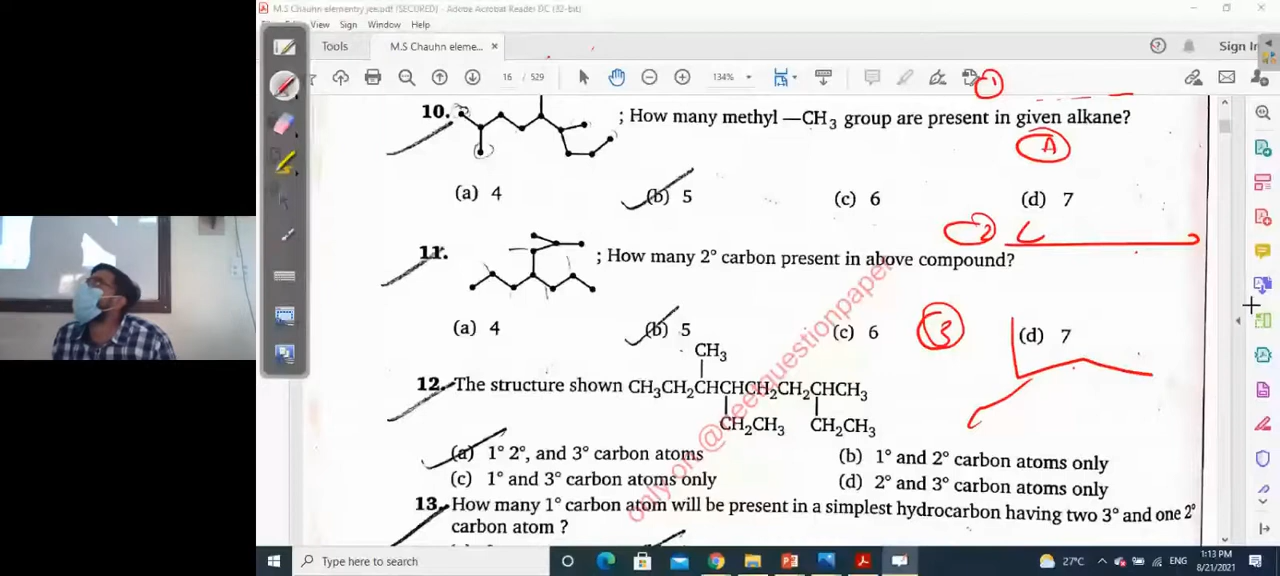 M.S Chauhn elementry jee.pdf (SECURED) - Adobe Acrobat Reader DC (32-bit)
View Sign Window Help
Tools M.S Chauhn eleme... × Sign In
16 / 529 134%
1
10. ; How many methyl —CH3 group are present in given alkane?
A
(a) 4 (b) 5 (c) 6 (d) 7
2
11. ; How many 2° carbon present in above compound?
(a) 4 (b) 5 (c) 6 (d) 7
3
CH3
12. The structure shown CH3CH2CHCHCH2CH2CHCH3
CH2CH3 CH2CH3
(a) 1° 2°, and 3° carbon atoms (b) 1° and 2° carbon atoms only
(c) 1° and 3° carbon atoms only (d) 2° and 3° carbon atoms only
13. How many 1° carbon atom will be present in a simplest hydrocarbon having two 3° and one 2°
carbon atom ?
only on @neetquestionpaper
Type here to search 27°C ENG 1:13 PM
8/21/2021